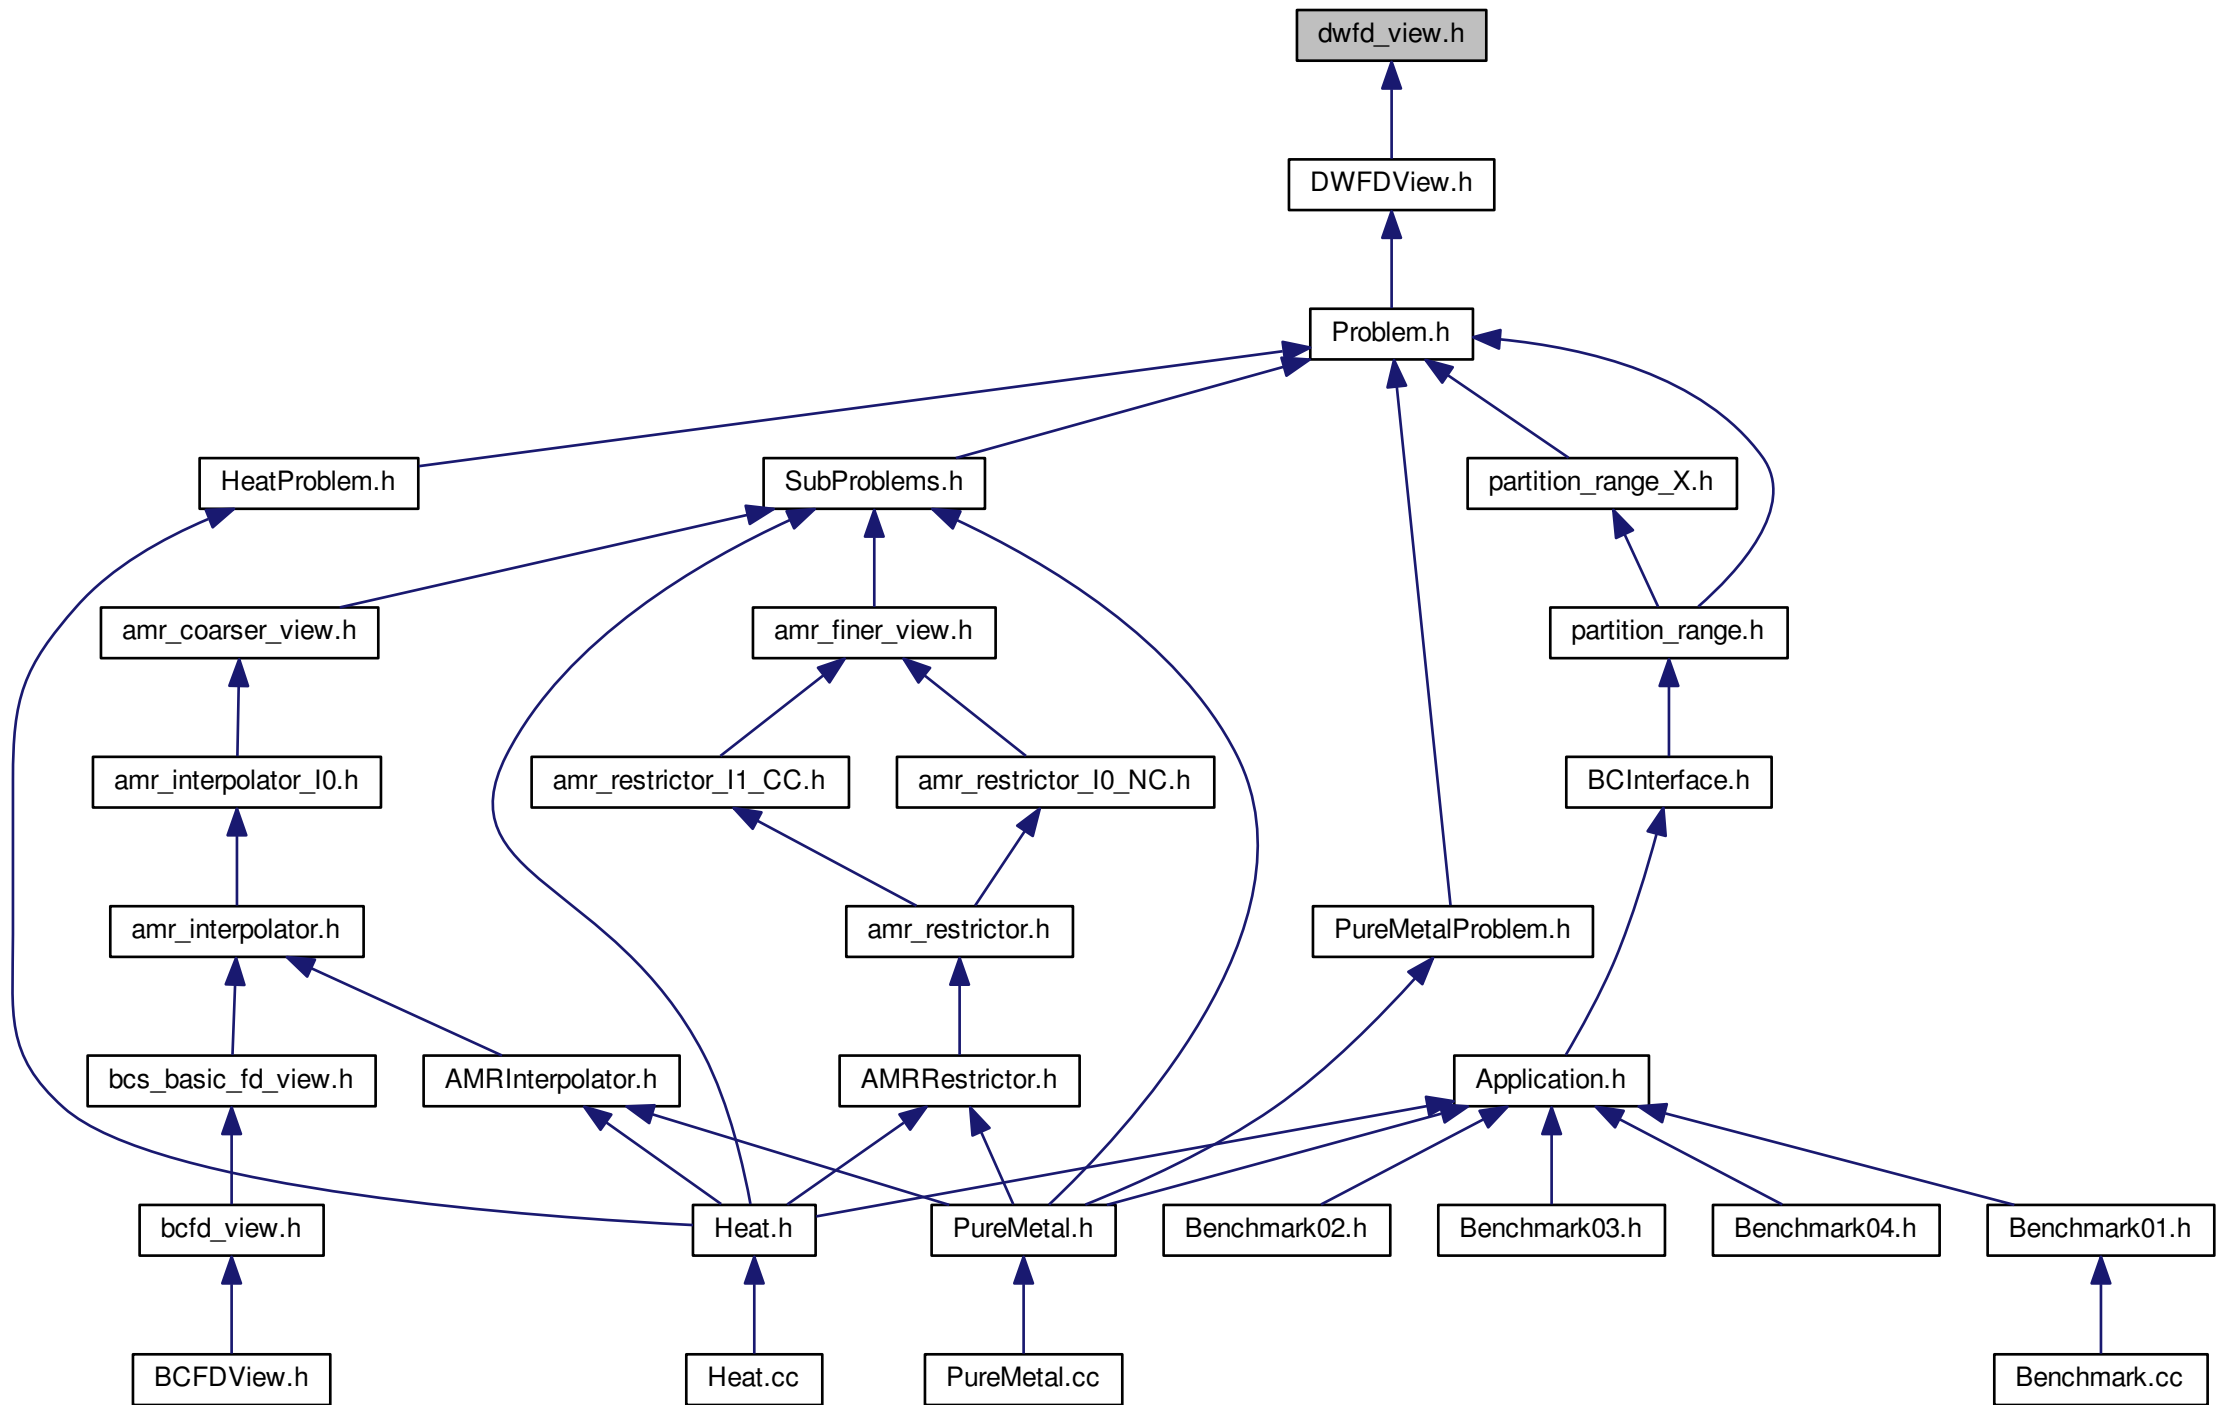 dwfd_view.h
DWFDView.h
Problem.h
HeatProblem.h
SubProblems.h
partition_range_X.h
amr_coarser_view.h
amr_finer_view.h
partition_range.h
amr_interpolator_I0.h
amr_restrictor_I1_CC.h
amr_restrictor_I0_NC.h
BCInterface.h
amr_interpolator.h
amr_restrictor.h
PureMetalProblem.h
bcs_basic_fd_view.h
AMRInterpolator.h
AMRRestrictor.h
Application.h
bcfd_view.h
Heat.h
PureMetal.h
Benchmark02.h
Benchmark03.h
Benchmark04.h
Benchmark01.h
BCFDView.h
Heat.cc
PureMetal.cc
Benchmark.cc